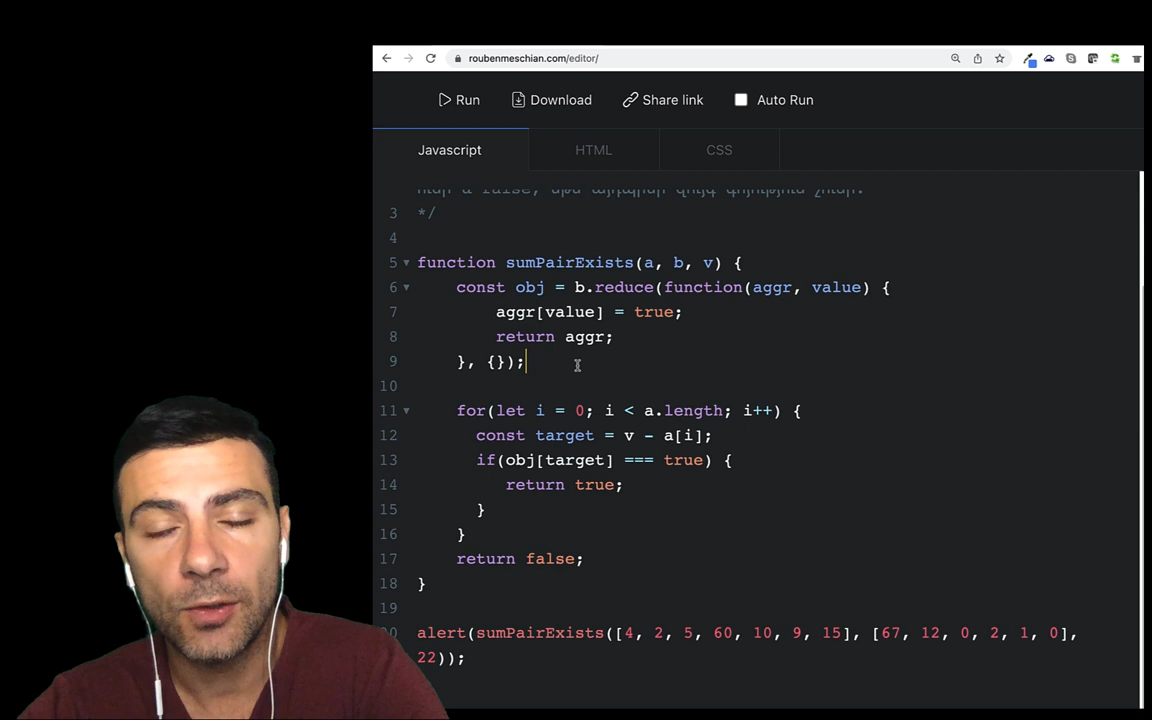 roubenmeschian.com/editor/
Run Download Share link Auto Run
Javascript HTML CSS
false,
3 */
4
5 function sumPairExists(a, b, v) {
6 const obj = b.reduce(function(aggr, value) {
7 aggr[value] = true;
8 return aggr;
9 }, {});
10
11 for(let i = 0; i < a.length; i++) {
12 const target = v - a[i];
13 if(obj[target] === true) {
14 return true;
15 }
16 }
17 return false;
18 }
19
20 alert(sumPairExists([4, 2, 5, 60, 10, 9, 15], [67, 12, 0, 2, 1, 0],
22));